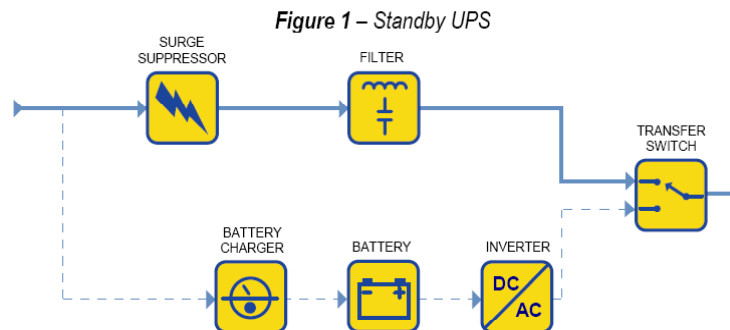 Figure 1 – Standby UPS
SURGE
SUPPRESSOR
FILTER
TRANSFER
SWITCH
BATTERY
CHARGER
BATTERY
INVERTER
DC
AC